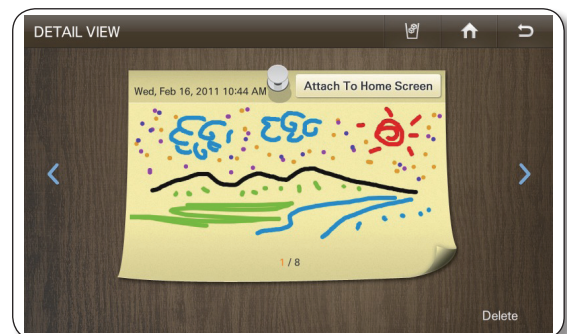 DETAIL VIEW
Wed, Feb 16, 2011 10:44 AM
Attach To Home Screen
1 / 8
Delete